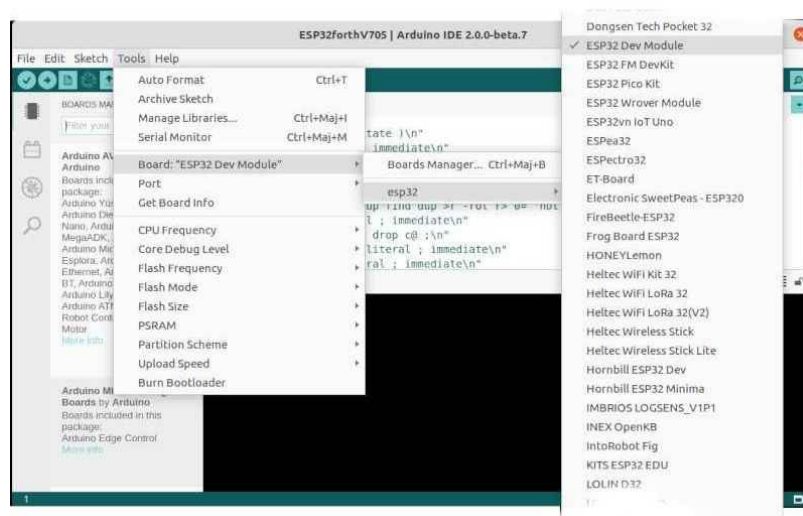 ESP32forthV705 | Arduino IDE 2.0.0-beta.7
File Edit Sketch Tools Help
Auto Format Ctrl+T
Archive Sketch
Manage Libraries... Ctrl+Maj+I
Serial Monitor Ctrl+Maj+M
Board: "ESP32 Dev Module"
Port
Get Board Info
CPU Frequency
Core Debug Level
Flash Frequency
Flash Mode
Flash Size
PSRAM
Partition Scheme
Upload Speed
Burn Bootloader
BOARDS MA
Filter your
Arduino AV
Arduino
Boards incl
package:
Arduino Yún
Arduino Die
Nano, Ardui
MegaADK,
Arduino Mic
Esplora, Ard
Ethernet, Ar
BT, Arduino
Arduino Lily
Arduino ATM
Robot Cont
Motor
More info
Arduino M
Boards by Arduino
Boards included in this
package:
Arduino Edge Control
More info
tate )\n"
immediate\n"
Boards Manager... Ctrl+Maj+B
esp32
l ; immediate\n"
drop c@ ;\n"
literal ; immediate\n"
ral ; immediate\n"
Dongsen Tech Pocket 32
✓ ESP32 Dev Module
ESP32 FM DevKit
ESP32 Pico Kit
ESP32 Wrover Module
ESP32vn IoT Uno
ESPea32
ESPectro32
ET-Board
Electronic SweetPeas - ESP320
FireBeetle-ESP32
Frog Board ESP32
HONEYLemon
Heltec WiFi Kit 32
Heltec WiFi LoRa 32
Heltec WiFi LoRa 32(V2)
Heltec Wireless Stick
Heltec Wireless Stick Lite
Hornbill ESP32 Dev
Hornbill ESP32 Minima
IMBRIOS LOGSENS_V1P1
INEX OpenKB
IntoRobot Fig
KITS ESP32 EDU
LOLIN D32
1